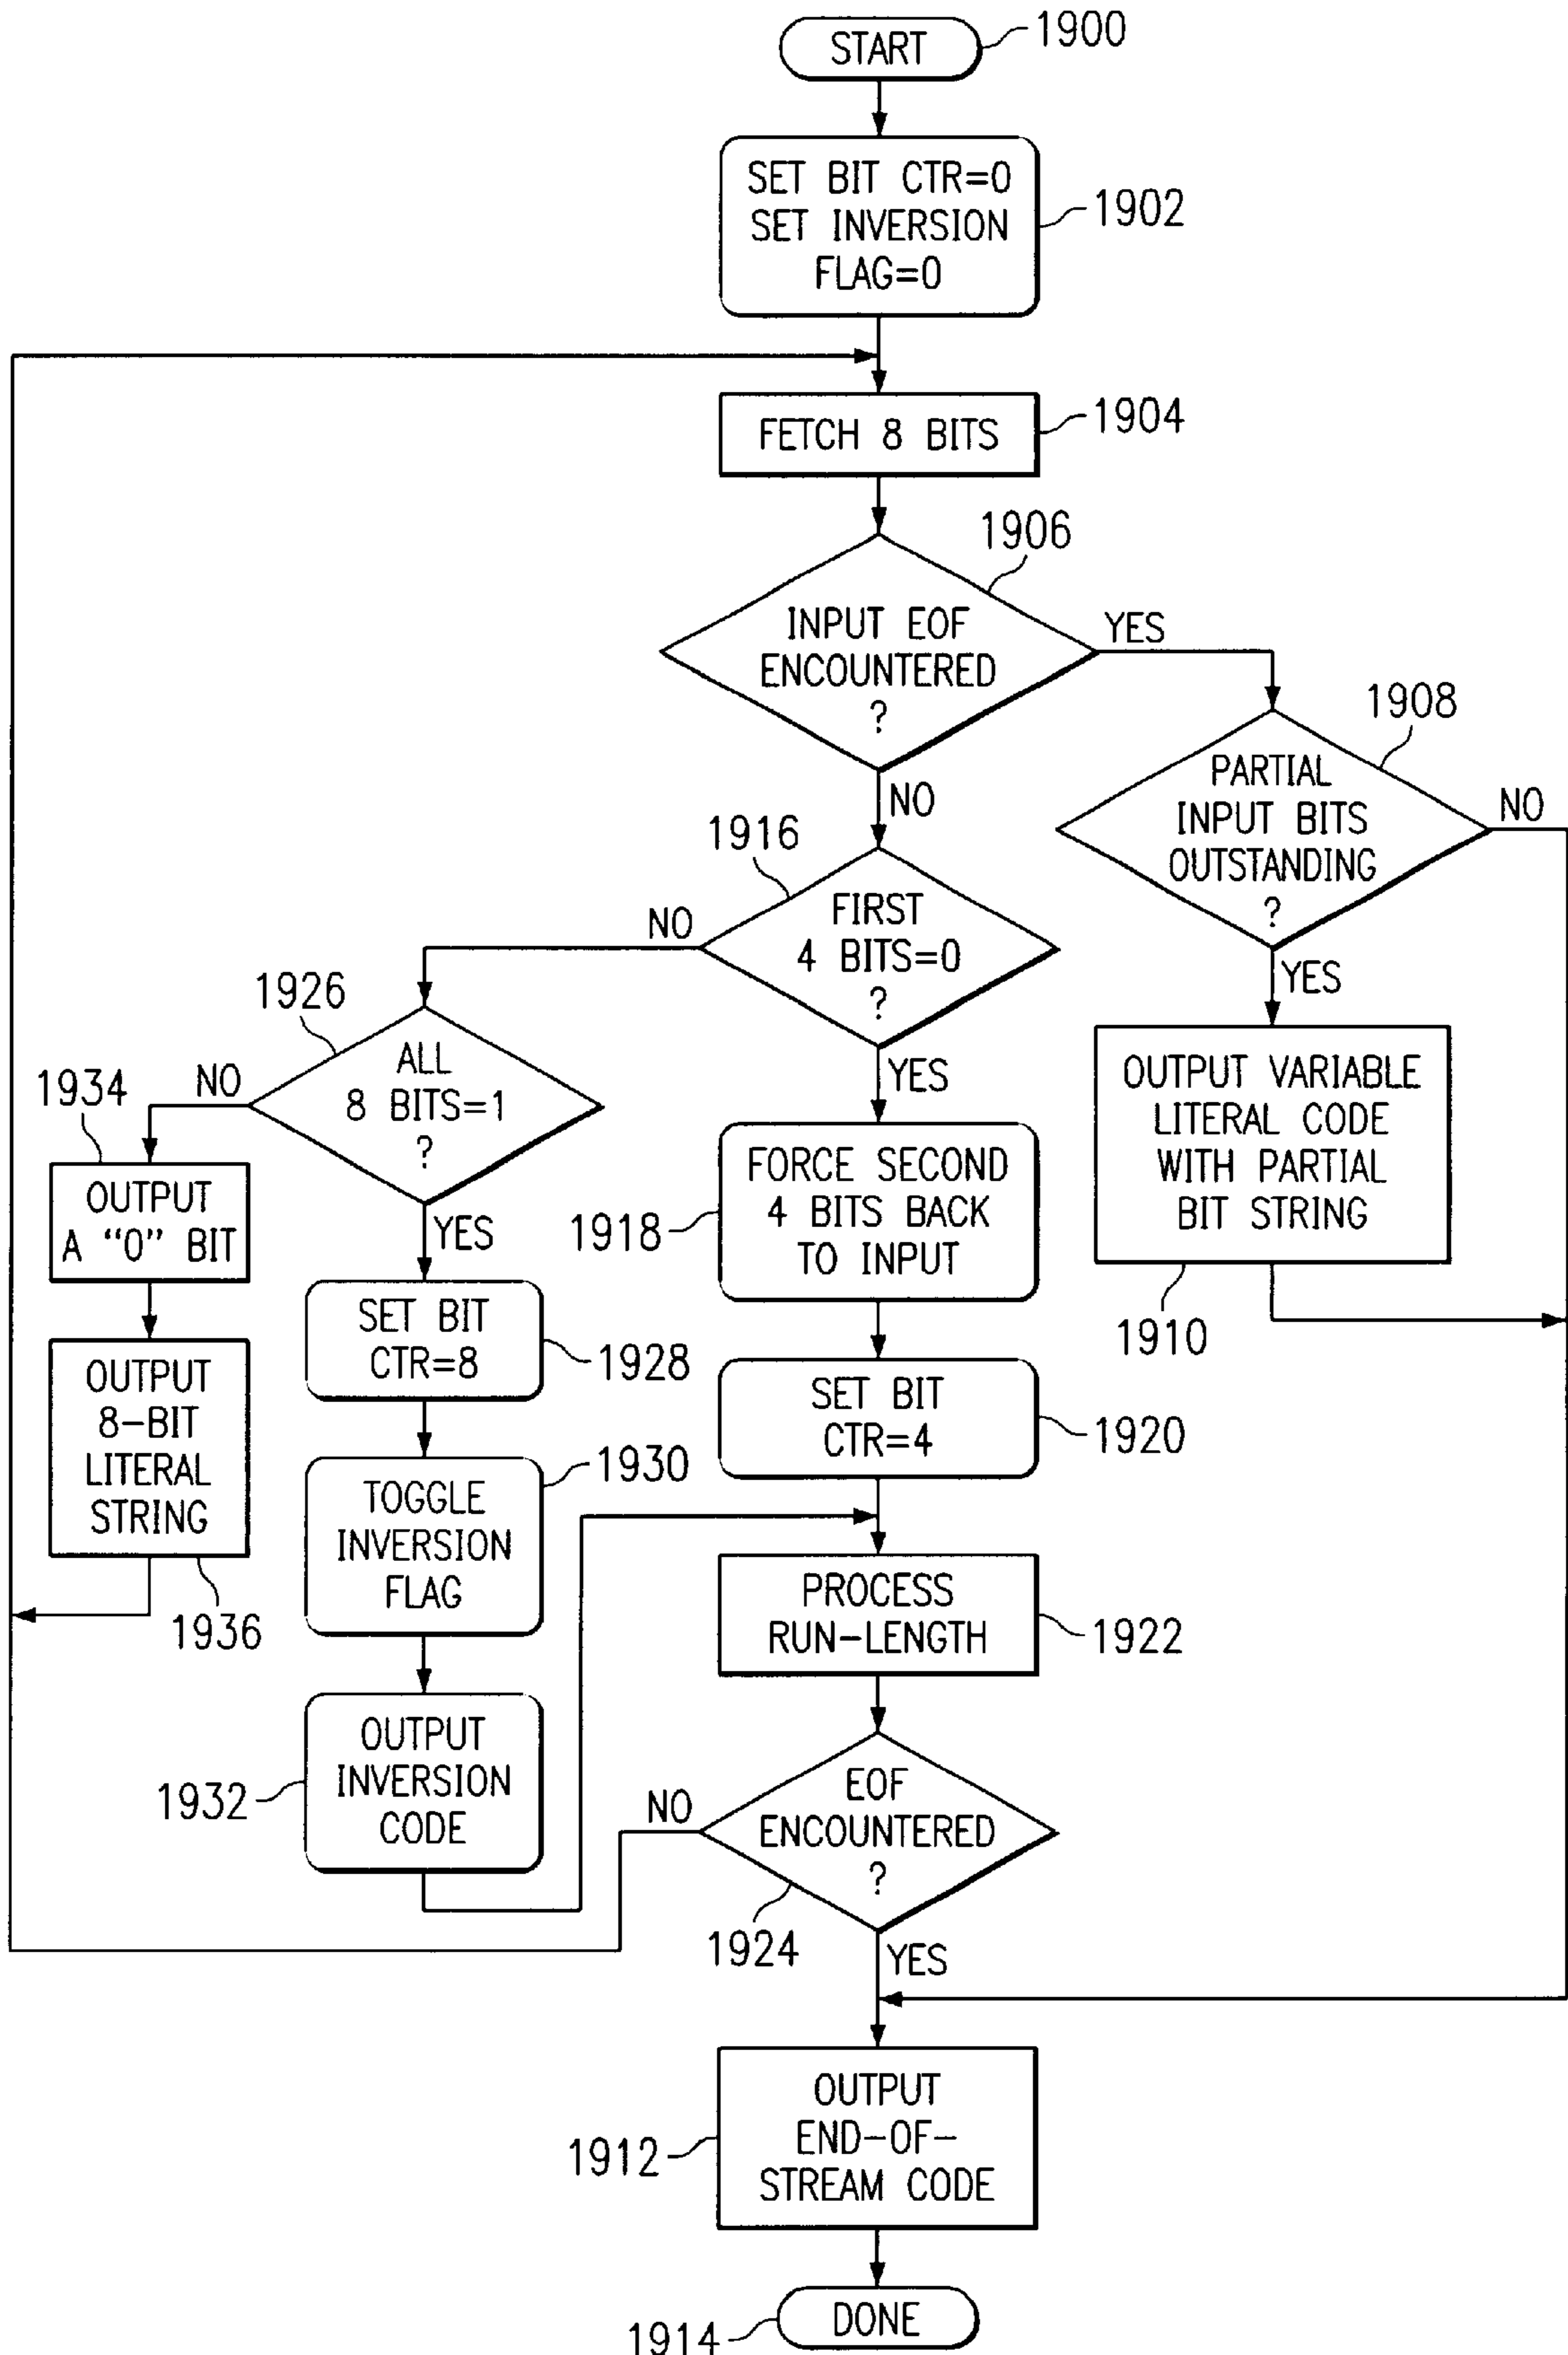 START
1900
SET BIT CTR=0
SET INVERSION
FLAG=0
1902
FETCH 8 BITS
1904
1906
INPUT EOF
ENCOUNTERED
?
YES
NO
1908
PARTIAL
INPUT BITS
OUTSTANDING
?
NO
YES
1916
FIRST
4 BITS=0
?
NO
YES
1926
ALL
8 BITS=1
?
NO
YES
1934
OUTPUT
A "0" BIT
OUTPUT
8-BIT
LITERAL
STRING
1936
SET BIT
CTR=8
1928
TOGGLE
INVERSION
FLAG
1930
OUTPUT
INVERSION
CODE
1932
FORCE SECOND
4 BITS BACK
TO INPUT
1918
SET BIT
CTR=4
1920
OUTPUT VARIABLE
LITERAL CODE
WITH PARTIAL
BIT STRING
1910
PROCESS
RUN-LENGTH
1922
EOF
ENCOUNTERED
?
NO
1924
YES
OUTPUT
END-OF-
STREAM CODE
1912
DONE
1914